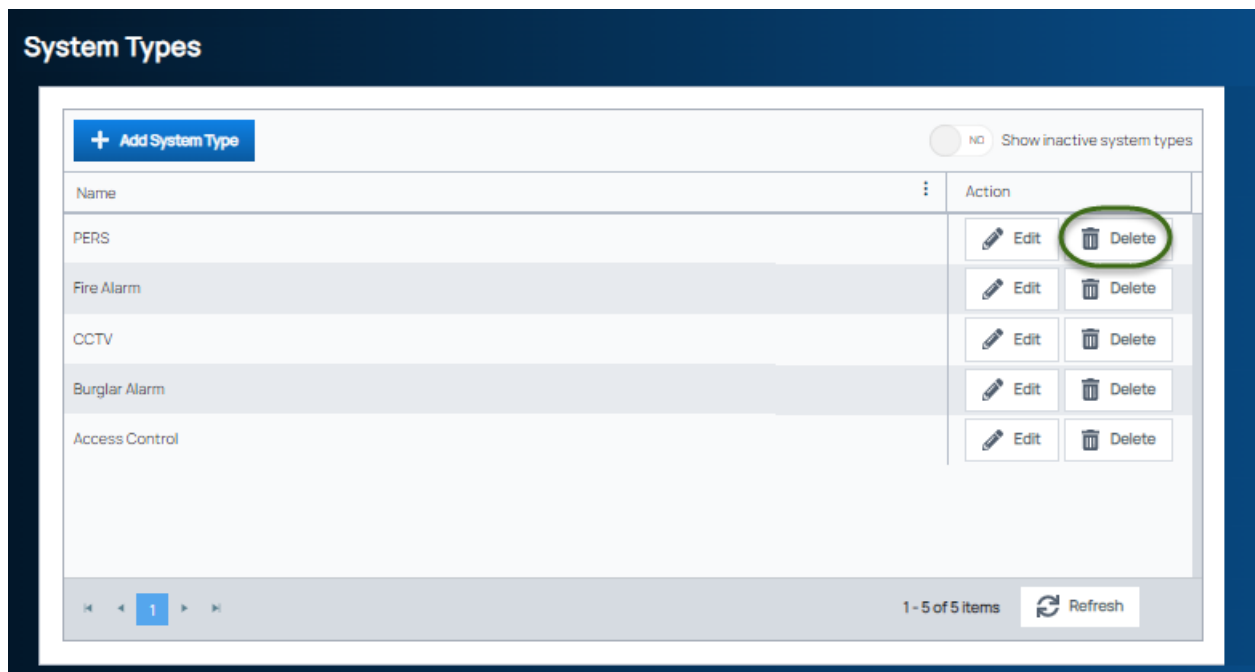 System Types
Add System Type
NO Show inactive system types
Name Action
PERS Edit Delete
Fire Alarm Edit Delete
CCTV Edit Delete
Burglar Alarm Edit Delete
Access Control Edit Delete
1 1 - 5 of 5 items Refresh